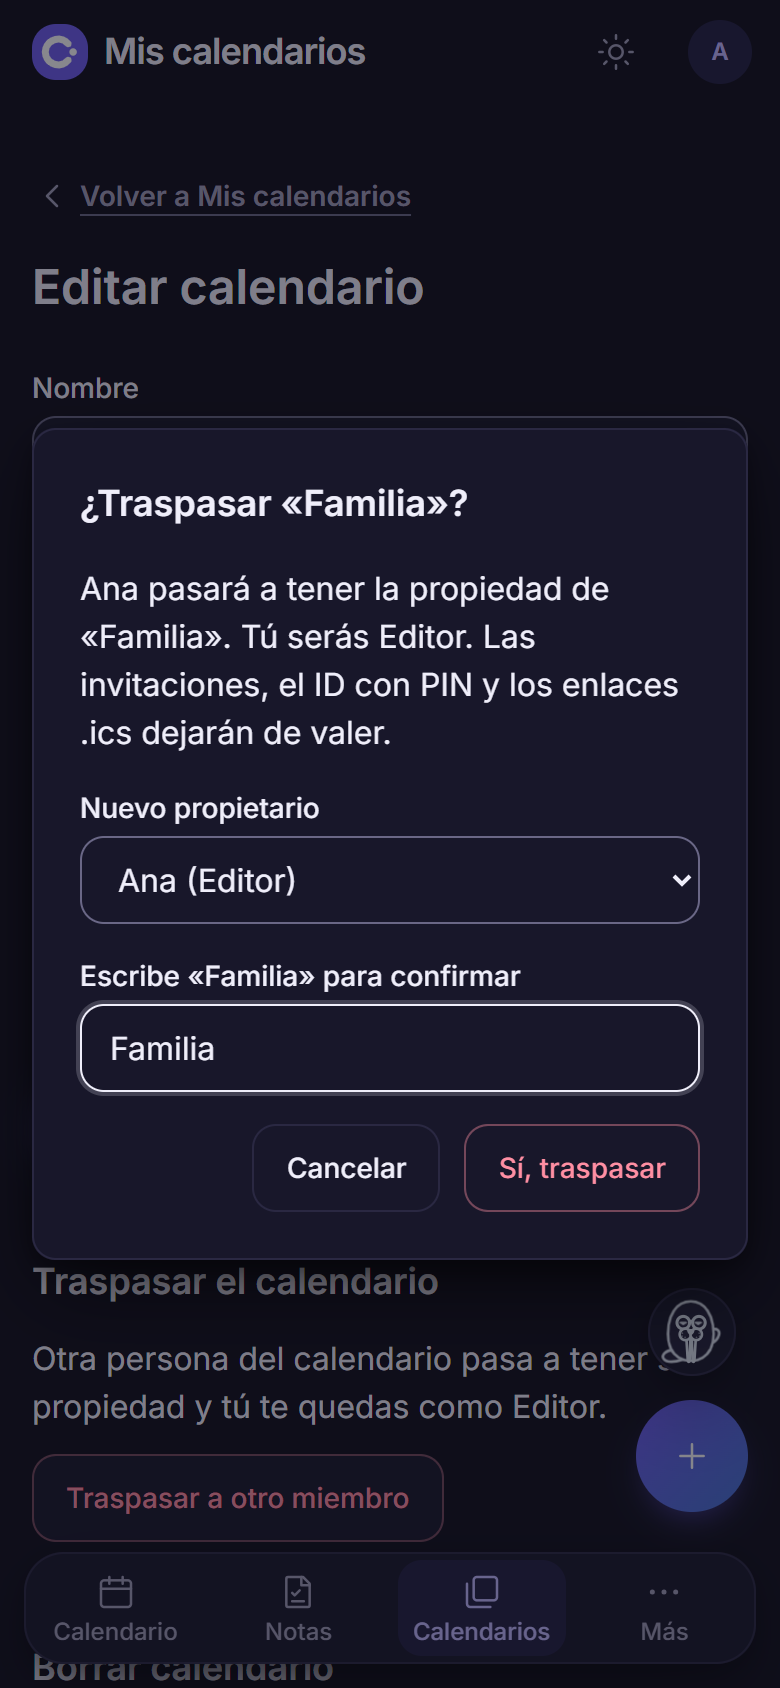 Mis calendarios
A
Volver a Mis calendarios
Editar calendario
Nombre
¿Traspasar «Familia»?
Ana pasará a tener la propiedad de
«Familia». Tú serás Editor. Las
invitaciones, el ID con PIN y los enlaces
.ics dejarán de valer.
Nuevo propietario
Ana (Editor)
Escribe «Familia» para confirmar
Familia
Cancelar
Sí, traspasar
Traspasar el calendario
Otra persona del calendario pasa a tener
propiedad y tú te quedas como Editor.
Traspasar a otro miembro
Calendario
Notas
Calendarios
Más
Borrar calendario